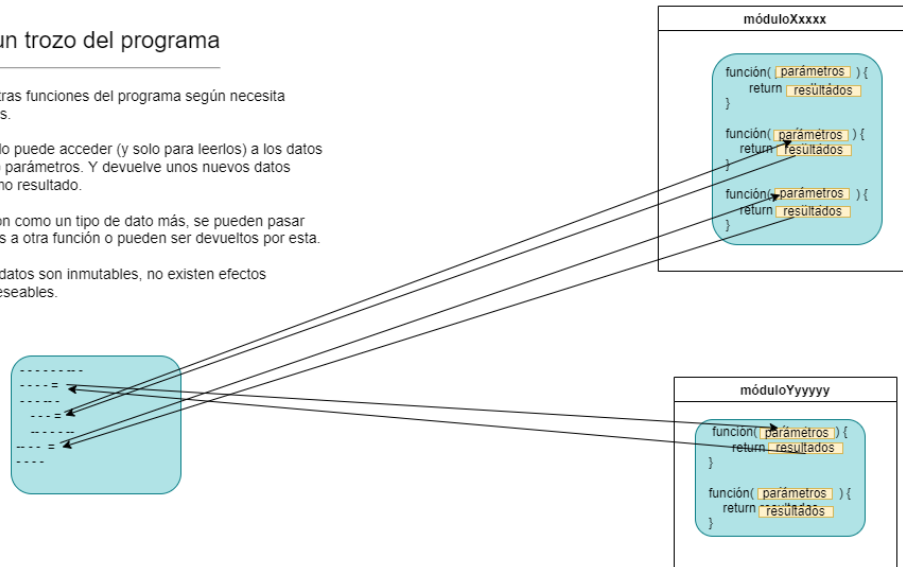 un trozo del programa
tras funciones del programa según necesita
s.
lo puede acceder (y solo para leerlos) a los datos
parámetros. Y devuelve unos nuevos datos
no resultado.
on como un tipo de dato más, se pueden pasar
s a otra función o pueden ser devueltos por esta.
datos son inmutables, no existen efectos
eseables.
- - - - - - -- -
- - - - =
- - - -- -
- - - =
-- - - --
-- - - =
- - - -
móduloXxxxx
función( parámetros ) {
return resultados
}
función( parámetros ) {
return resultados
}
función( parámetros ) {
return resultados
}
móduloYyyyyy
función( parámetros ) {
return resultados
}
función( parámetros ) {
return resultados
}